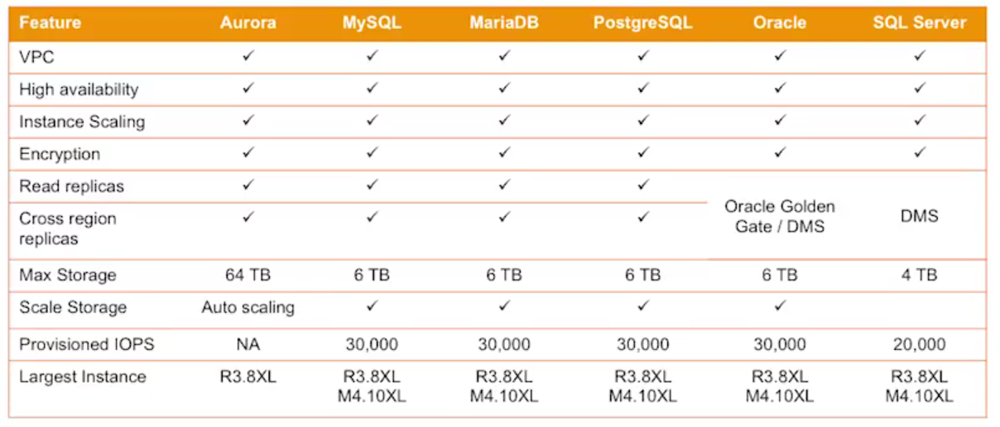 Feature Aurora MySQL MariaDB PostgreSQL Oracle SQL Server
VPC ✓ ✓ ✓ ✓ ✓ ✓
High availability ✓ ✓ ✓ ✓ ✓ ✓
Instance Scaling ✓ ✓ ✓ ✓ ✓ ✓
Encryption ✓ ✓ ✓ ✓ ✓ ✓
Read replicas ✓ ✓ ✓ ✓
Cross region ✓ ✓ ✓ ✓
replicas
Oracle Golden
Gate / DMS
DMS
Max Storage 64 TB 6 TB 6 TB 6 TB 6 TB 4 TB
Scale Storage Auto scaling ✓ ✓ ✓ ✓
Provisioned IOPS NA 30,000 30,000 30,000 30,000 20,000
Largest Instance R3.8XL R3.8XL R3.8XL R3.8XL R3.8XL R3.8XL
M4.10XL M4.10XL M4.10XL M4.10XL M4.10XL